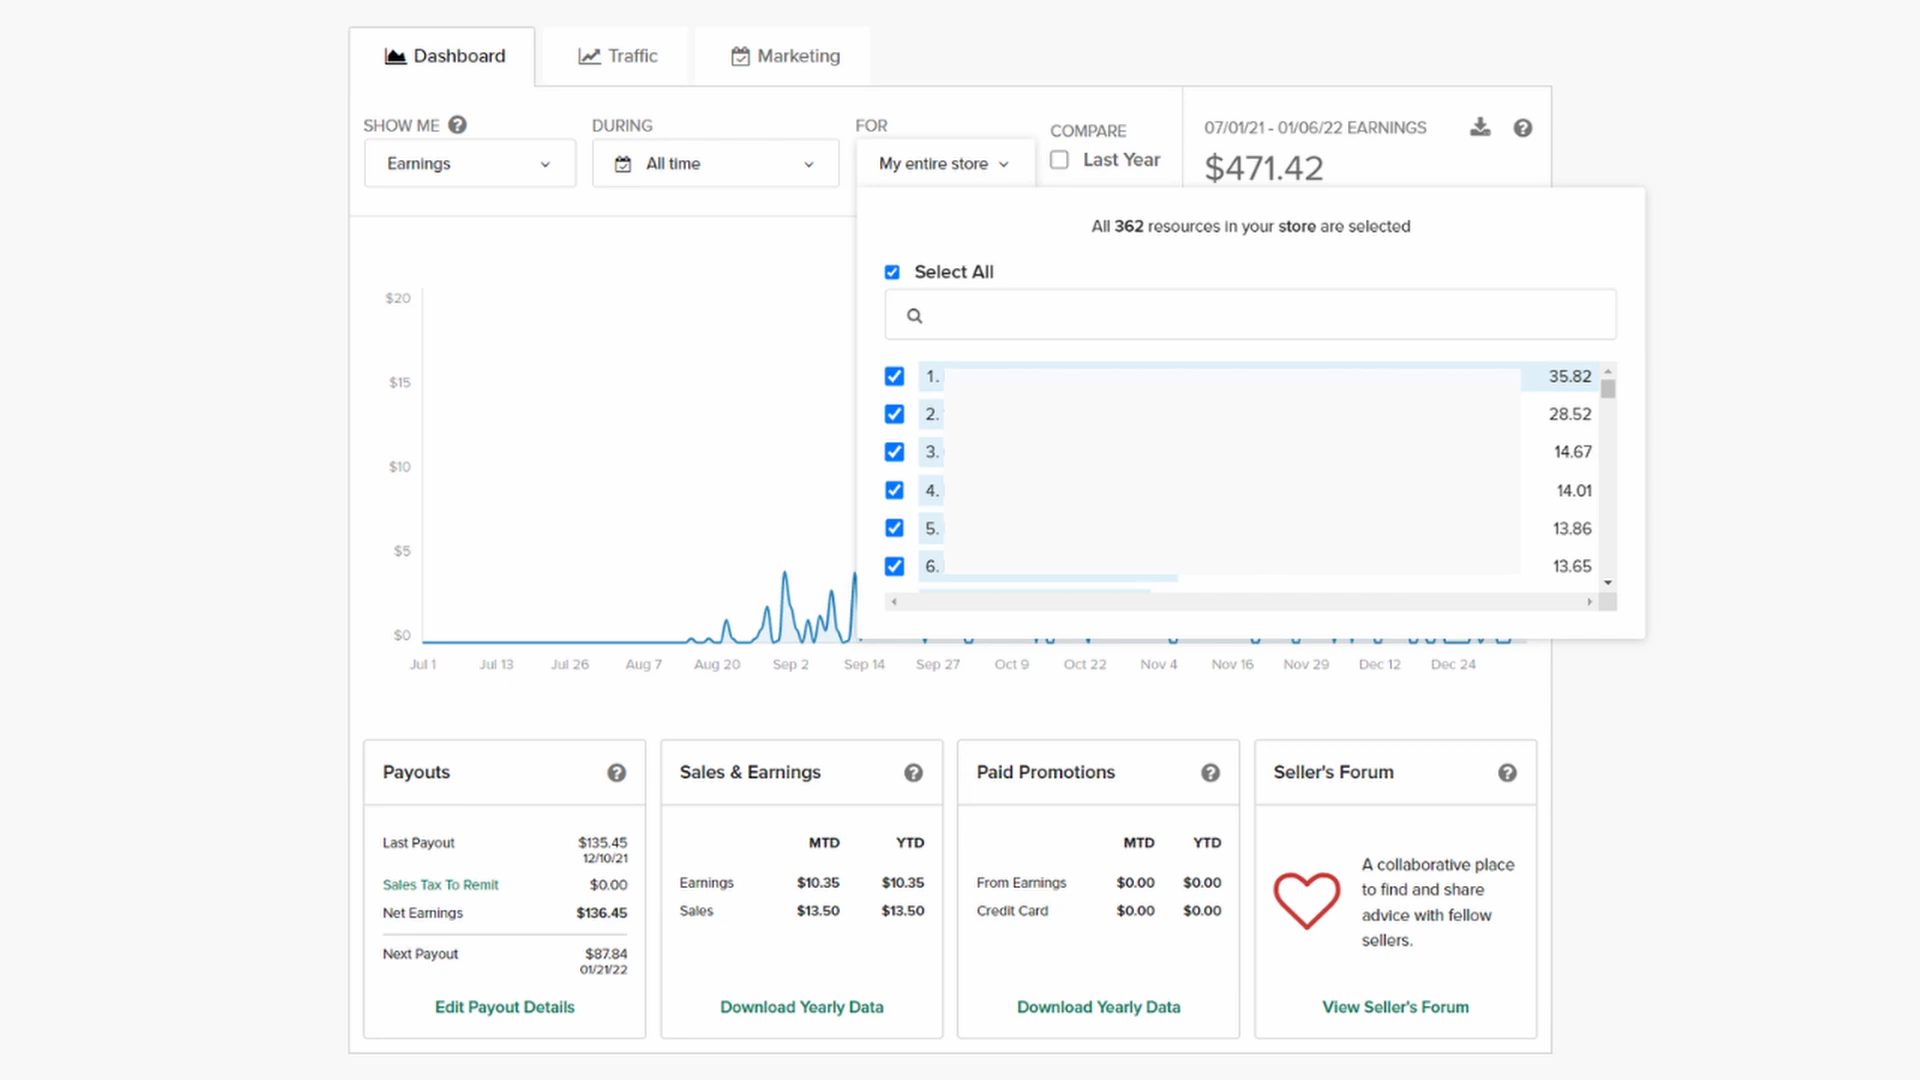 Dashboard
Traffic
Marketing
SHOW ME
DURING
FOR
COMPARE
Earnings
All time
My entire store
Last Year
07/01/21 - 01/06/22 EARNINGS
$471.42
All 362 resources in your store are selected
Select All
1. 35.82
2. 28.52
3. 14.67
4. 14.01
5. 13.86
6. 13.65
$20
$15
$10
$5
$0
Jul 1 Jul 13 Jul 26 Aug 7 Aug 20 Sep 2 Sep 14 Sep 27 Oct 9 Oct 22 Nov 4 Nov 16 Nov 29 Dec 12 Dec 24
Payouts
Last Payout $135.45
12/10/21
Sales Tax To Remit $0.00
Net Earnings $136.45
Next Payout $87.84
01/21/22
Edit Payout Details
Sales & Earnings
MTD YTD
Earnings $10.35 $10.35
Sales $13.50 $13.50
Download Yearly Data
Paid Promotions
MTD YTD
From Earnings $0.00 $0.00
Credit Card $0.00 $0.00
Download Yearly Data
Seller's Forum
A collaborative place
to find and share
advice with fellow
sellers.
View Seller's Forum